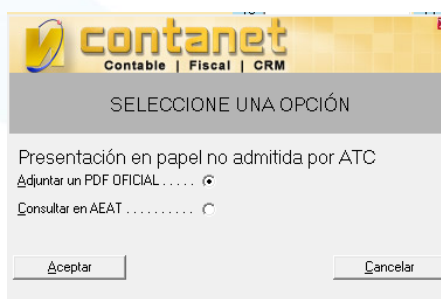 contanet
Contable | Fiscal | CRM
SELECCIONE UNA OPCIÓN
Presentación en papel no admitida por ATC
Adjuntar un PDF OFICIAL . . . . .
Consultar en AEAT . . . . . . . . . .
Aceptar
Cancelar